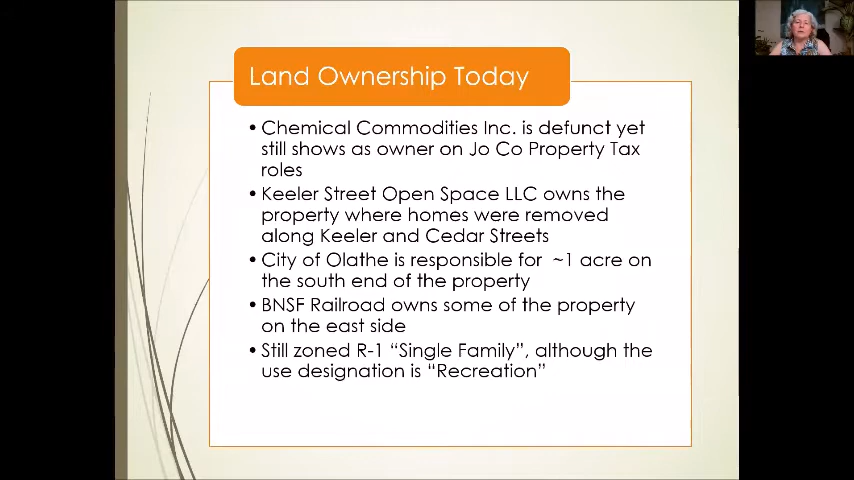 Land Ownership Today
• Chemical Commodities Inc. is defunct yet
still shows as owner on Jo Co Property Tax
roles
• Keeler Street Open Space LLC owns the
property where homes were removed
along Keeler and Cedar Streets
• City of Olathe is responsible for ~1 acre on
the south end of the property
• BNSF Railroad owns some of the property
on the east side
• Still zoned R-1 “Single Family”, although the
use designation is “Recreation”